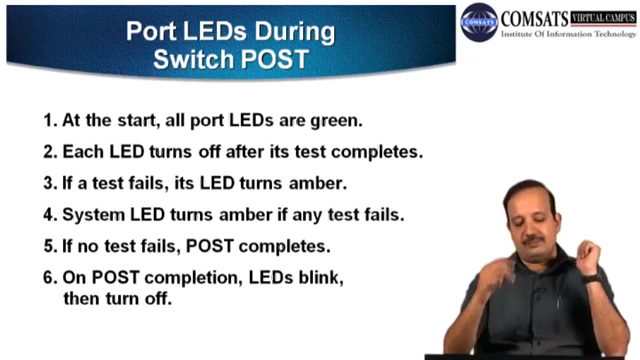 Port LEDs During
Switch POST
COMSATS VIRTUAL CAMPUS
Institute Of Information Technology
COMSATS
1. At the start, all port LEDs are green.
2. Each LED turns off after its test completes.
3. If a test fails, its LED turns amber.
4. System LED turns amber if any test fails.
5. If no test fails, POST completes.
6. On POST completion, LEDs blink,
then turn off.